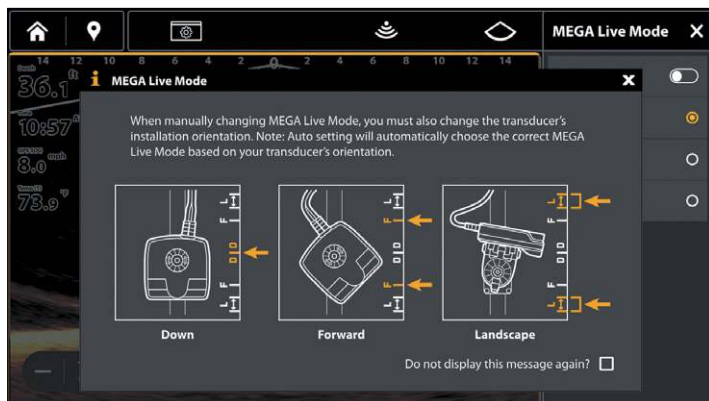 MEGA Live Mode X
14 12 10 8 6 4 2 0 2 4 6 8 10 12 14
36.1 ft
10:57
8.0 mph
73.9 °F
i MEGA Live Mode X
When manually changing MEGA Live Mode, you must also change the transducer's
installation orientation. Note: Auto setting will automatically choose the correct MEGA
Live Mode based on your transducer's orientation.
L F D D F L
L F D D F L
L F D D F L
Down Forward Landscape
Do not display this message again?